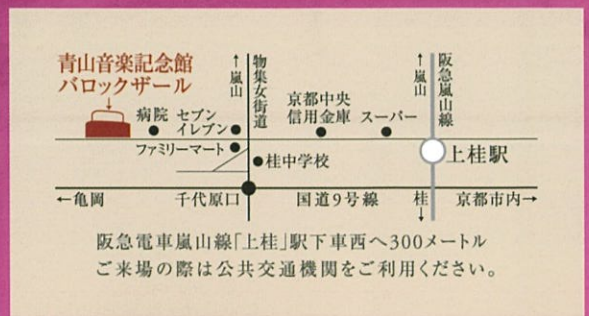 青山音楽記念館
バロックザール
病院
セブン
イレブン
ファミリーマート
↑嵐山
物集女街道
京都中央
信用金庫
スーパー
↑嵐山
阪急嵐山線
上桂駅
桂中学校
←亀岡
千代原口
国道9号線
桂↓
京都市内→
阪急電車嵐山線「上桂」駅下車西へ300メートル
ご来場の際は公共交通機関をご利用ください。